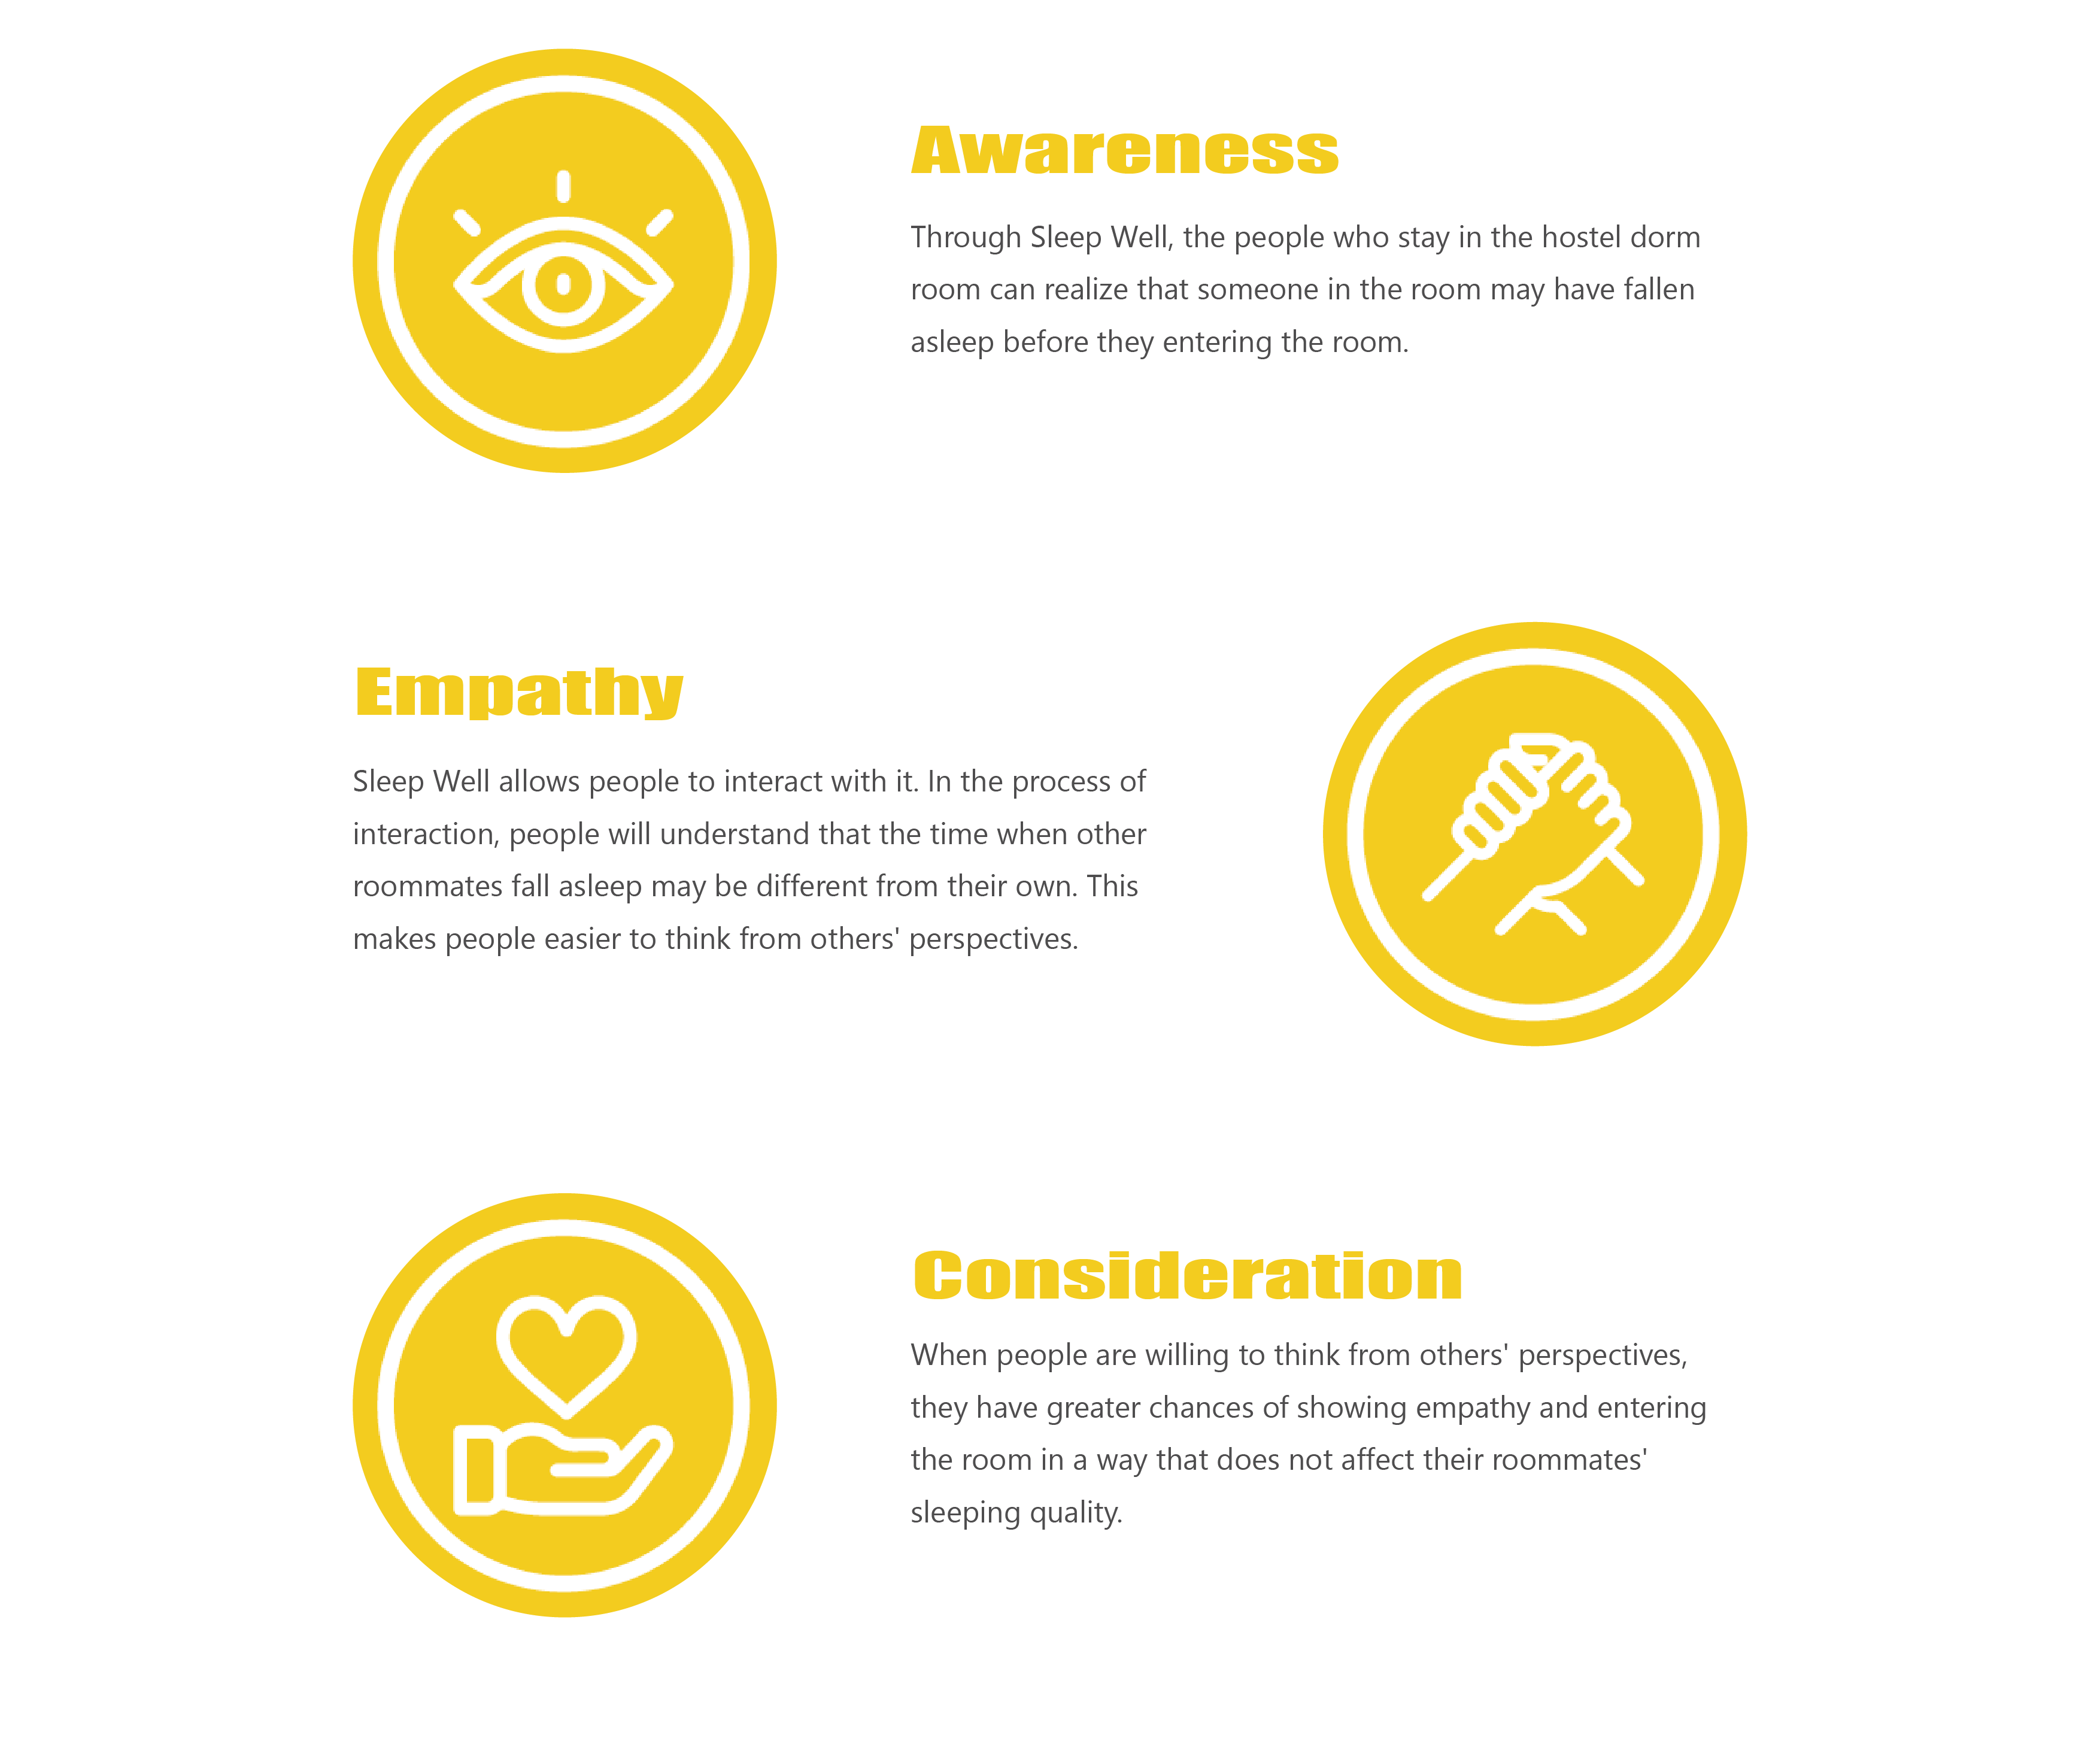 Awareness
Through Sleep Well, the people who stay in the hostel dorm
room can realize that someone in the room may have fallen
asleep before they entering the room.
Empathy
Sleep Well allows people to interact with it. In the process of
interaction, people will understand that the time when other
roommates fall asleep may be different from their own. This
makes people easier to think from others' perspectives.
Consideration
When people are willing to think from others' perspectives,
they have greater chances of showing empathy and entering
the room in a way that does not affect their roommates'
sleeping quality.